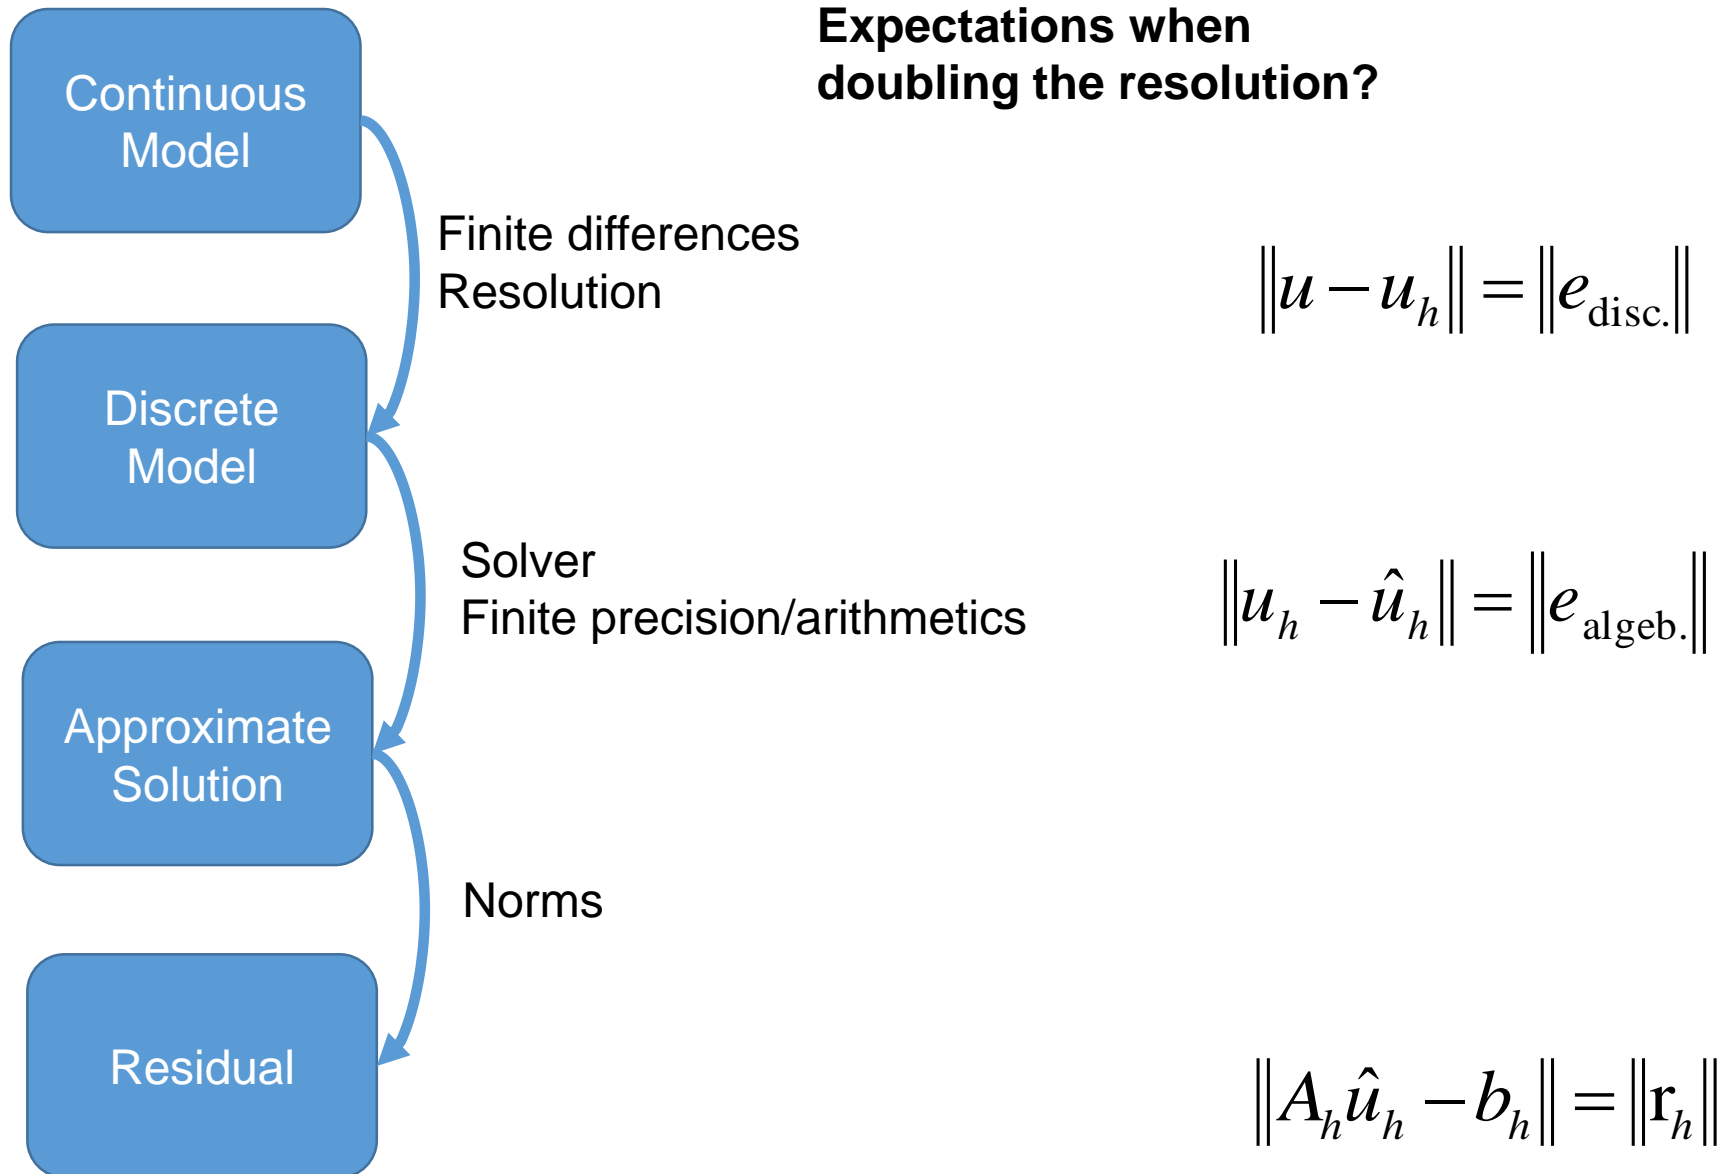 Expectations when
doubling the resolution?
Continuous
Model
Finite differences
Resolution
‖u − u_h‖ = ‖e_disc.‖
Discrete
Model
Solver
Finite precision/arithmetics
‖u_h − û_h‖ = ‖e_algeb.‖
Approximate
Solution
Norms
Residual
‖A_h û_h − b_h‖ = ‖r_h‖